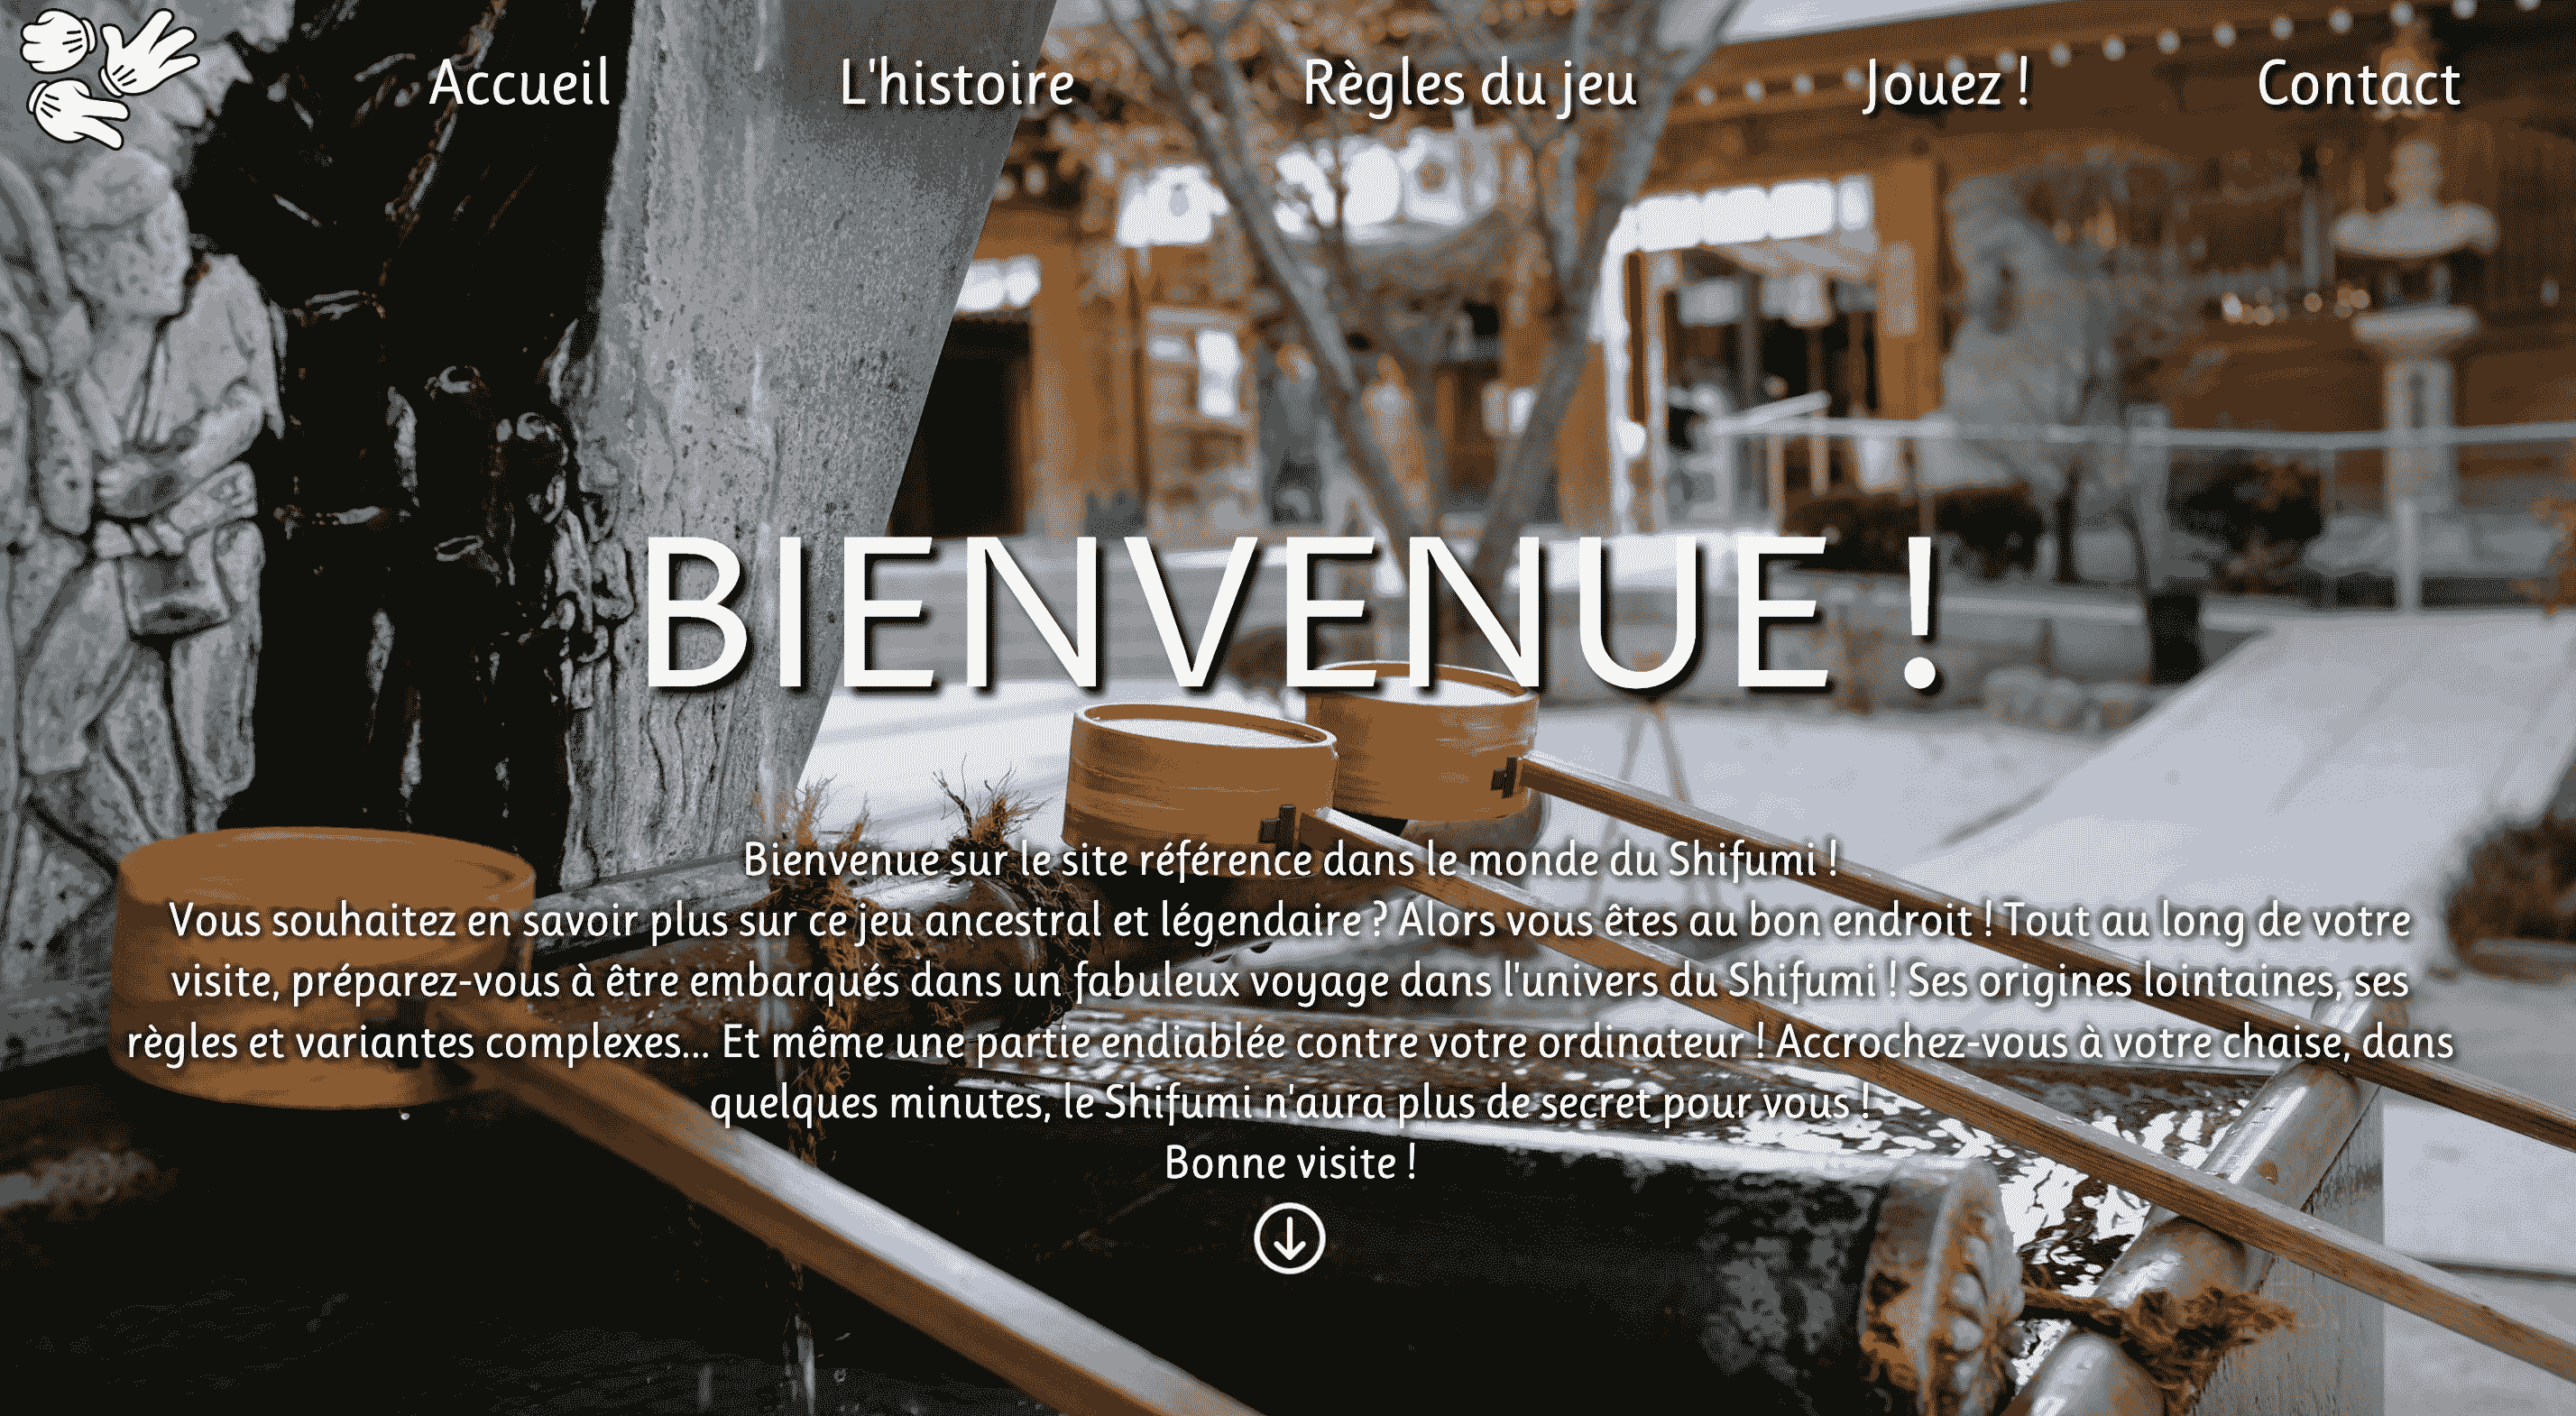 Accueil
L'histoire
Règles du jeu
Jouez !
Contact
BIENVENUE !
Bienvenue sur le site référence dans le monde du Shifumi !
Vous souhaitez en savoir plus sur ce jeu ancestral et légendaire ? Alors vous êtes au bon endroit ! Tout au long de votre
visite, préparez-vous à être embarqués dans un fabuleux voyage dans l'univers du Shifumi ! Ses origines lointaines, ses
règles et variantes complexes... Et même une partie endiablée contre votre ordinateur ! Accrochez-vous à votre chaise, dans
quelques minutes, le Shifumi n'aura plus de secret pour vous !
Bonne visite !